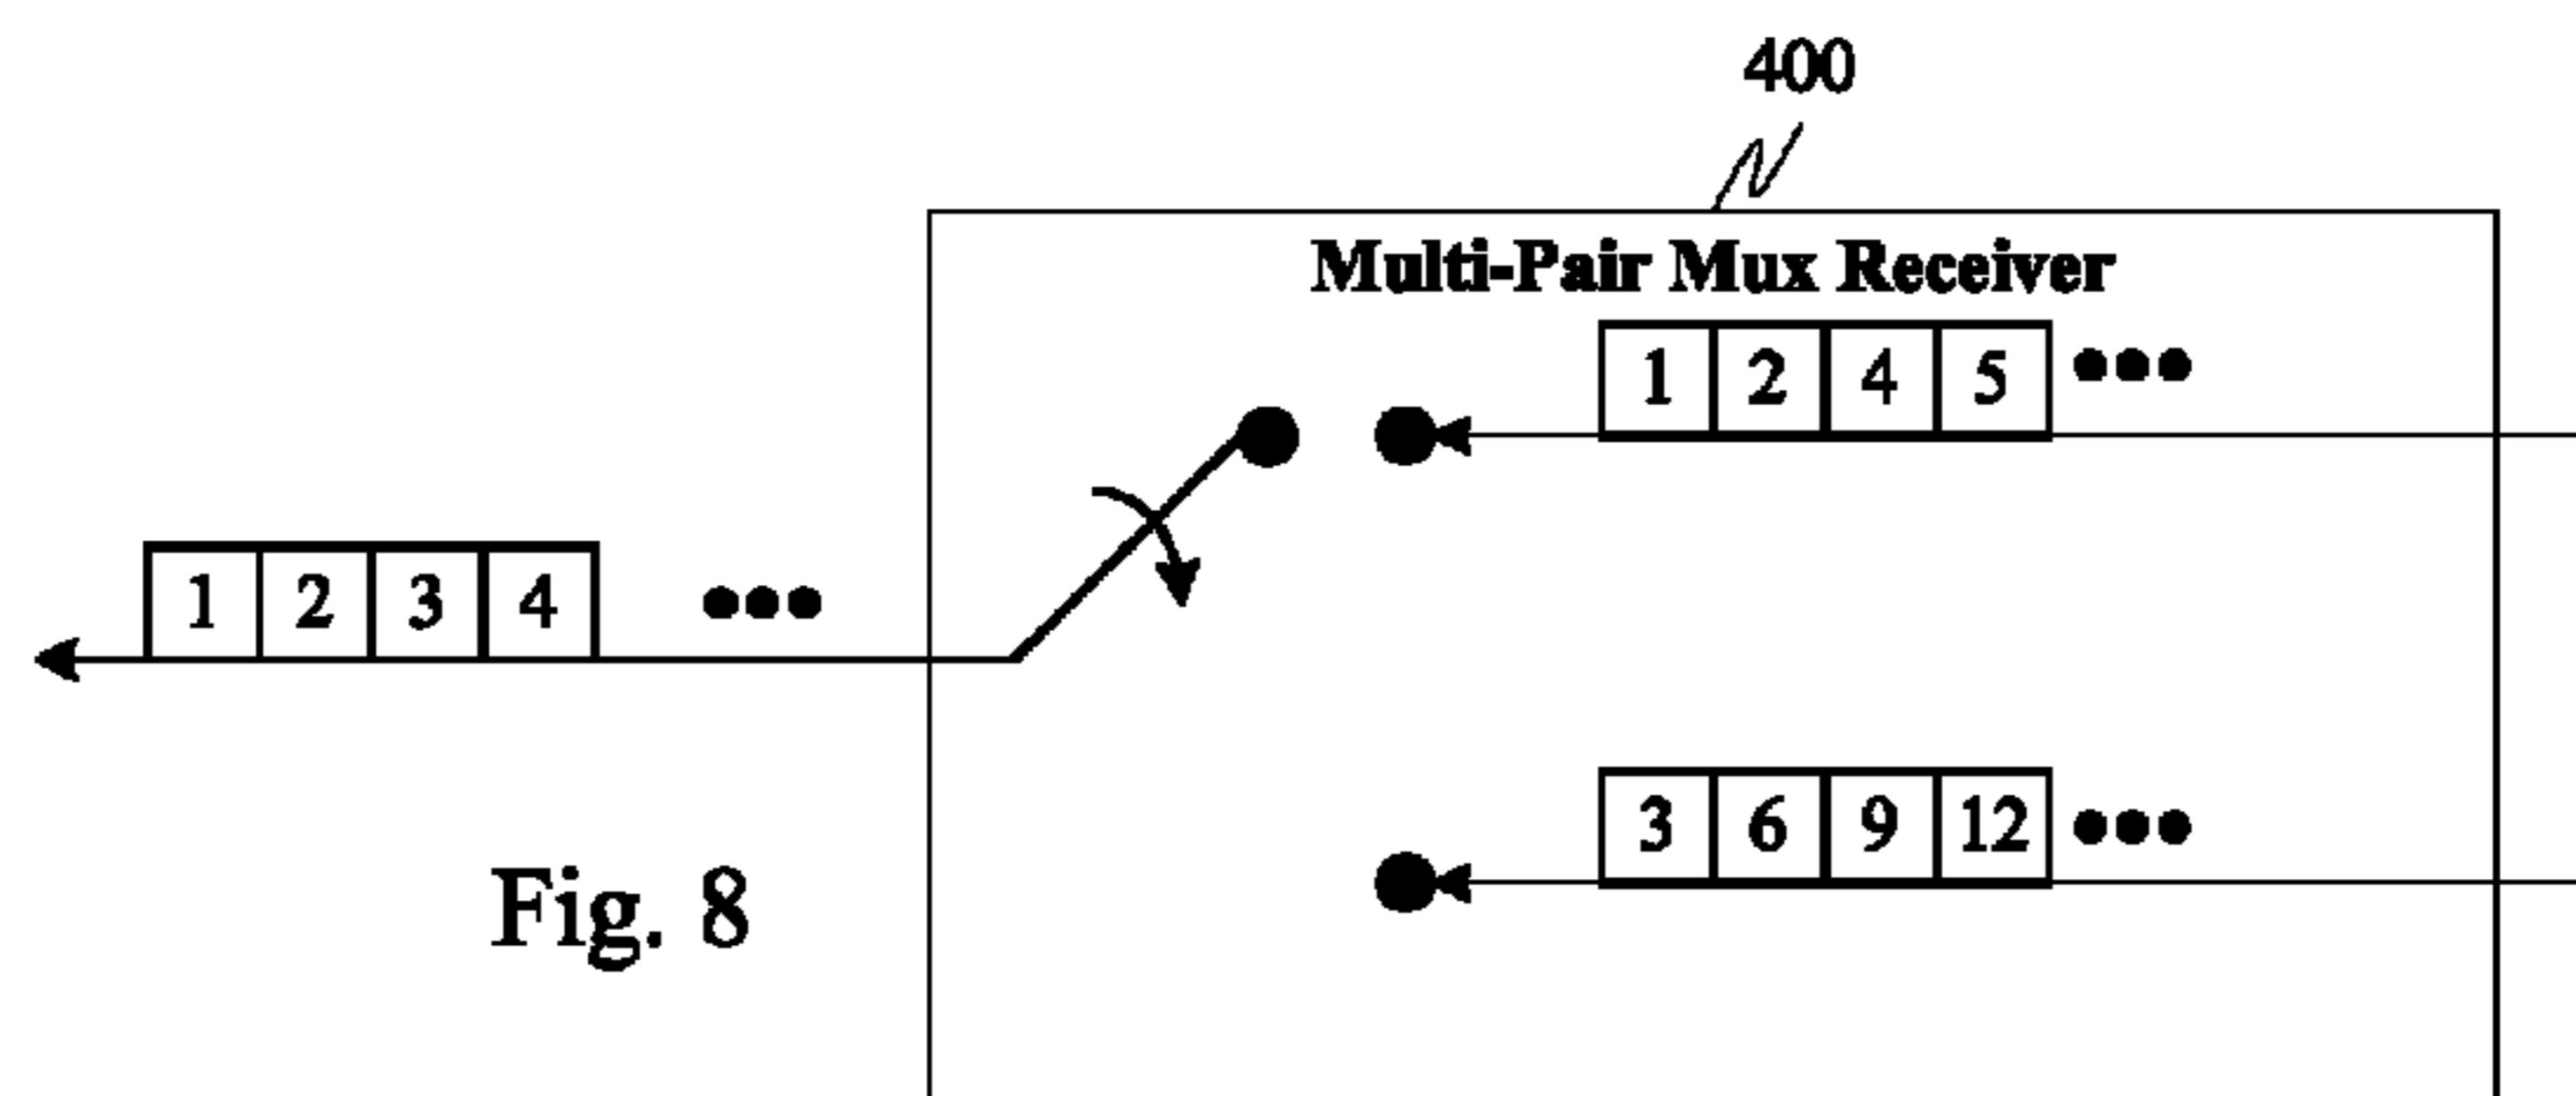 400
Multi-Pair Mux Receiver
1 2 4 5 •••
1 2 3 4 •••
3 6 9 12 •••
Fig. 8